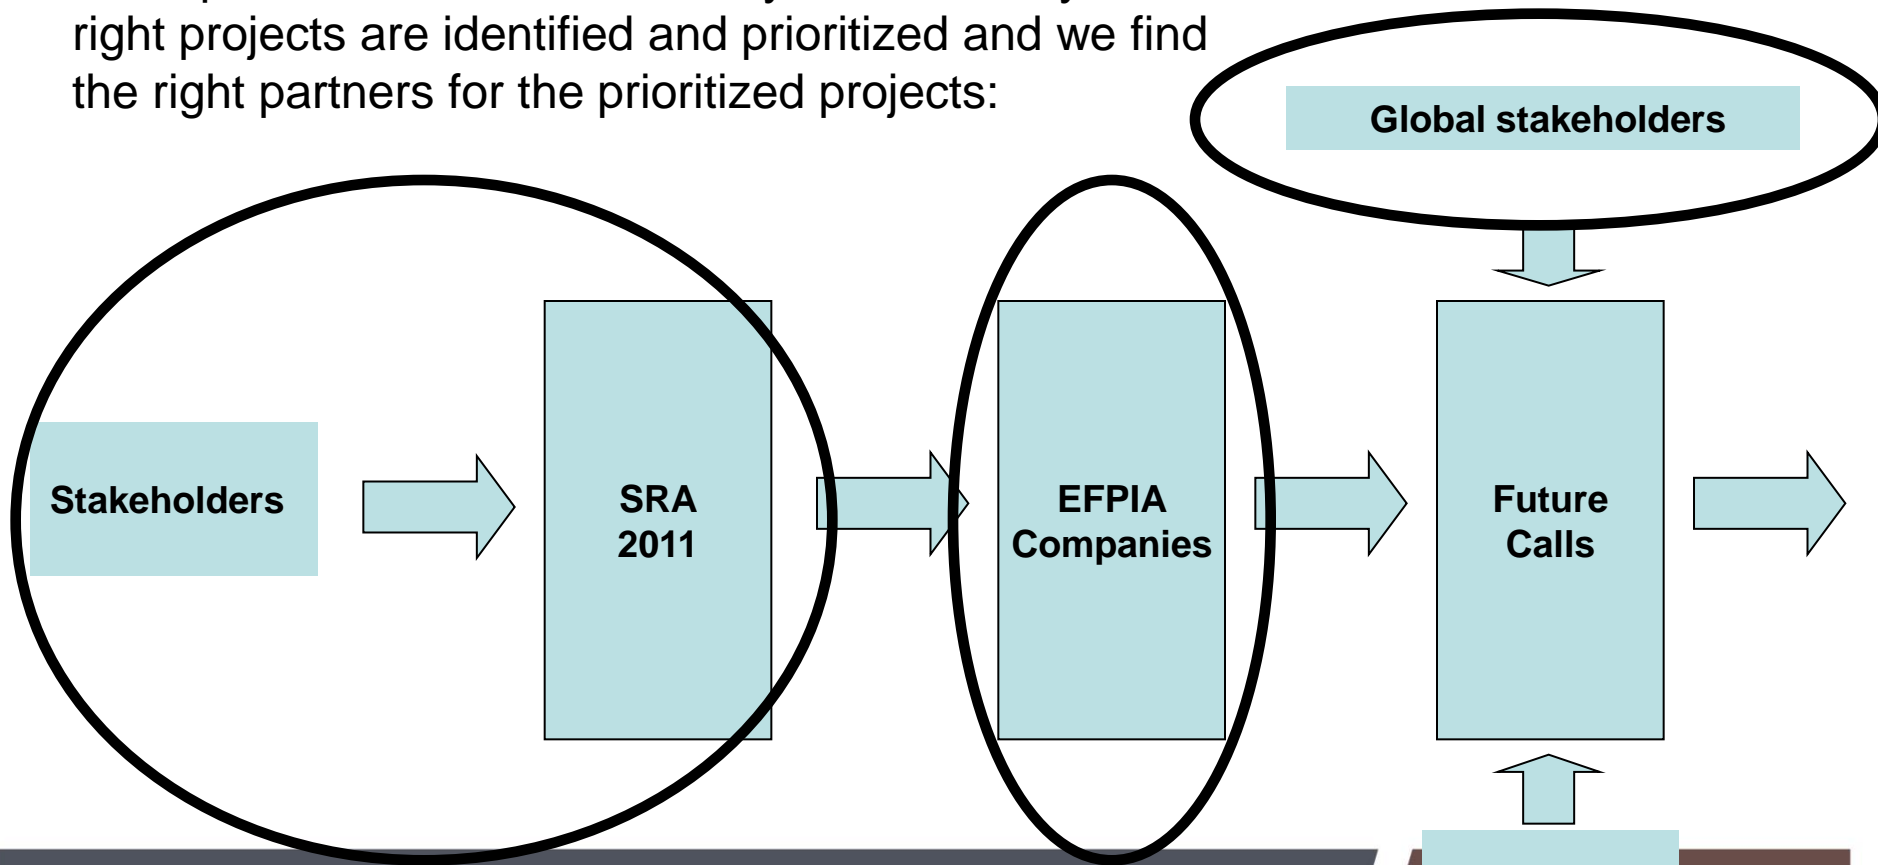 right projects are identified and prioritized and we find
the right partners for the prioritized projects:
Global stakeholders
Stakeholders
SRA
2011
EFPIA
Companies
Future
Calls